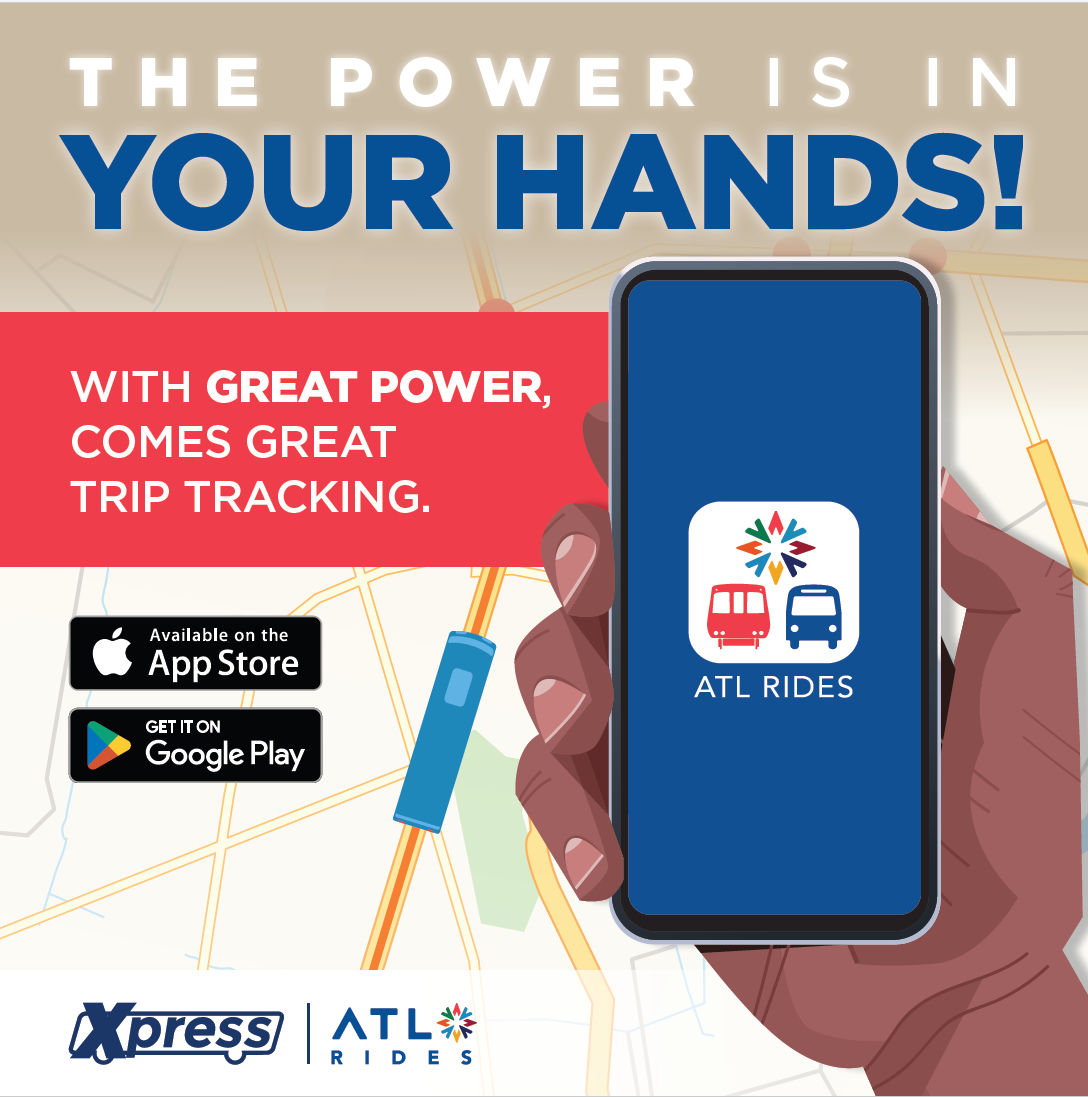 THE POWER IS IN
YOUR HANDS!
WITH GREAT POWER,
COMES GREAT
TRIP TRACKING.
Available on the
App Store
GET IT ON
Google Play
ATL RIDES
Xpress
ATL
RIDES